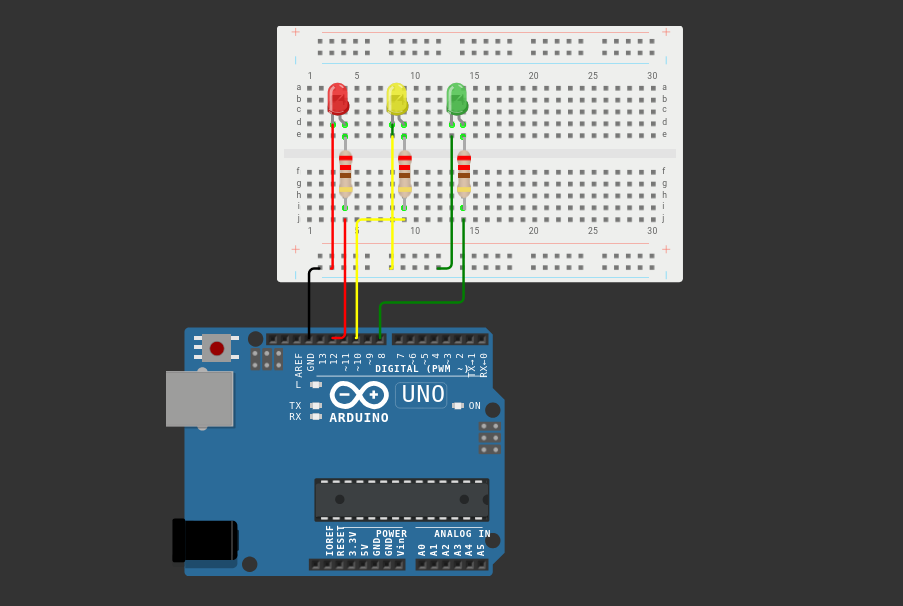 + +
1 5 10 15 20 25 30
a a
b b
c c
d d
e e
f f
g g
h h
i i
j j
1 5 10 15 20 25 30
+ +
AREF GND 13 12 ~11 ~10 ~9 8 7 ~6 ~5 4 ~3 2 TX→1 RX←0
DIGITAL (PWM ~)
L
TX
RX
UNO
ON
ARDUINO
POWER ANALOG IN
IOREF RESET 3.3V 5V GND GND Vin A0 A1 A2 A3 A4 A5